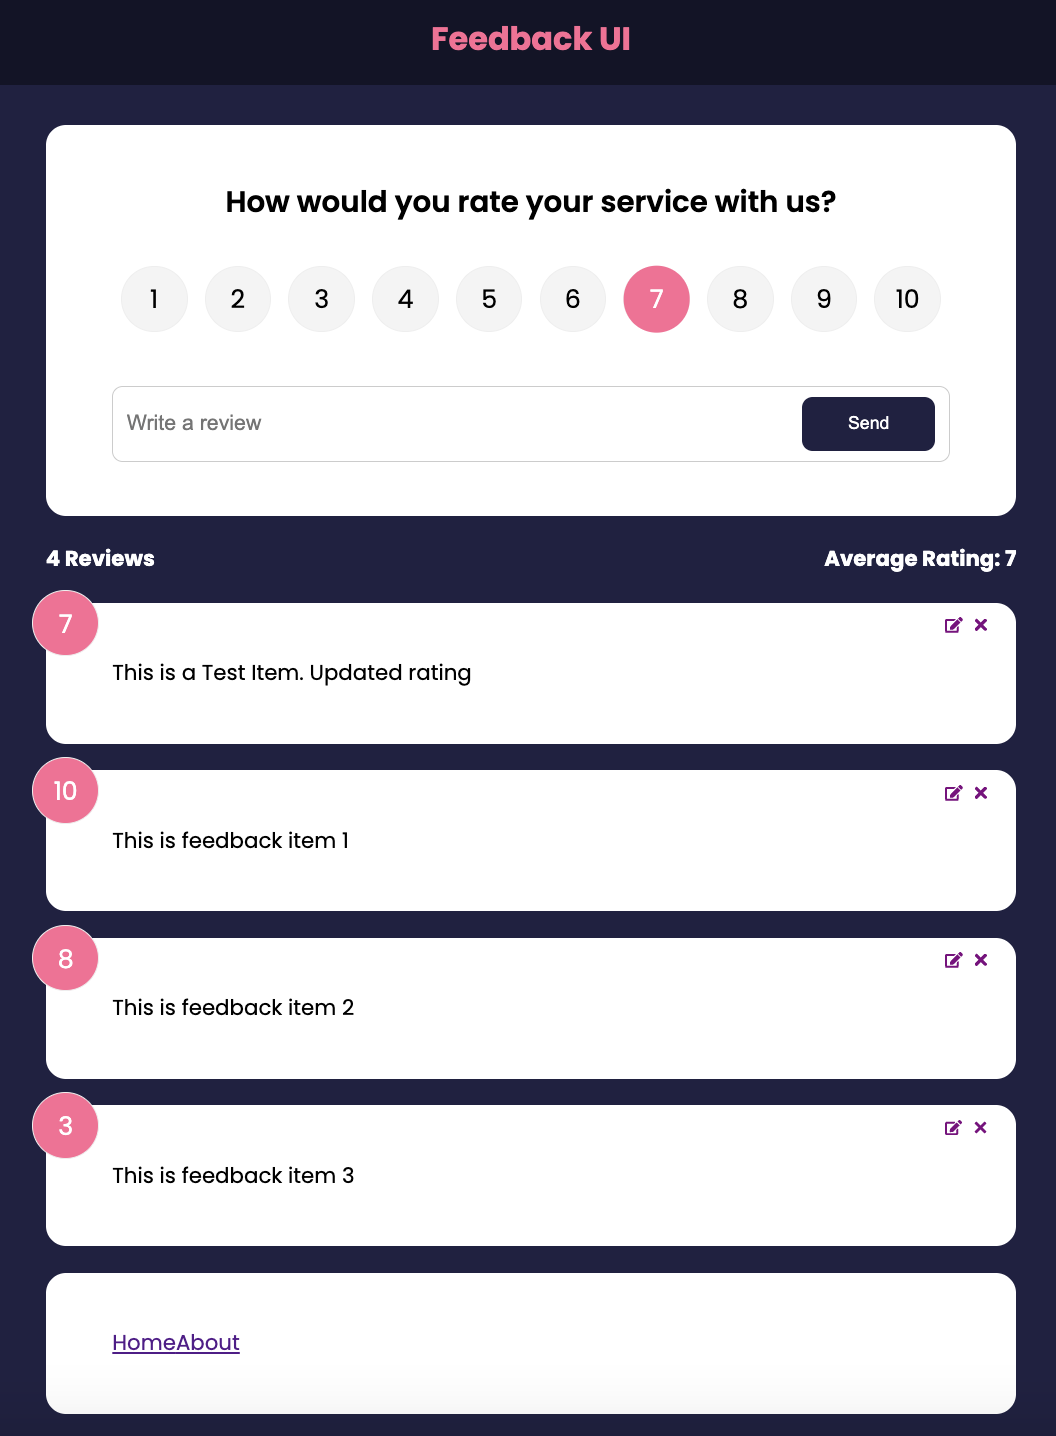 Feedback UI
How would you rate your service with us?
1 2 3 4 5 6 7 8 9 10
Write a review Send
4 Reviews Average Rating: 7
7
This is a Test Item. Updated rating
10
This is feedback item 1
8
This is feedback item 2
3
This is feedback item 3
HomeAbout